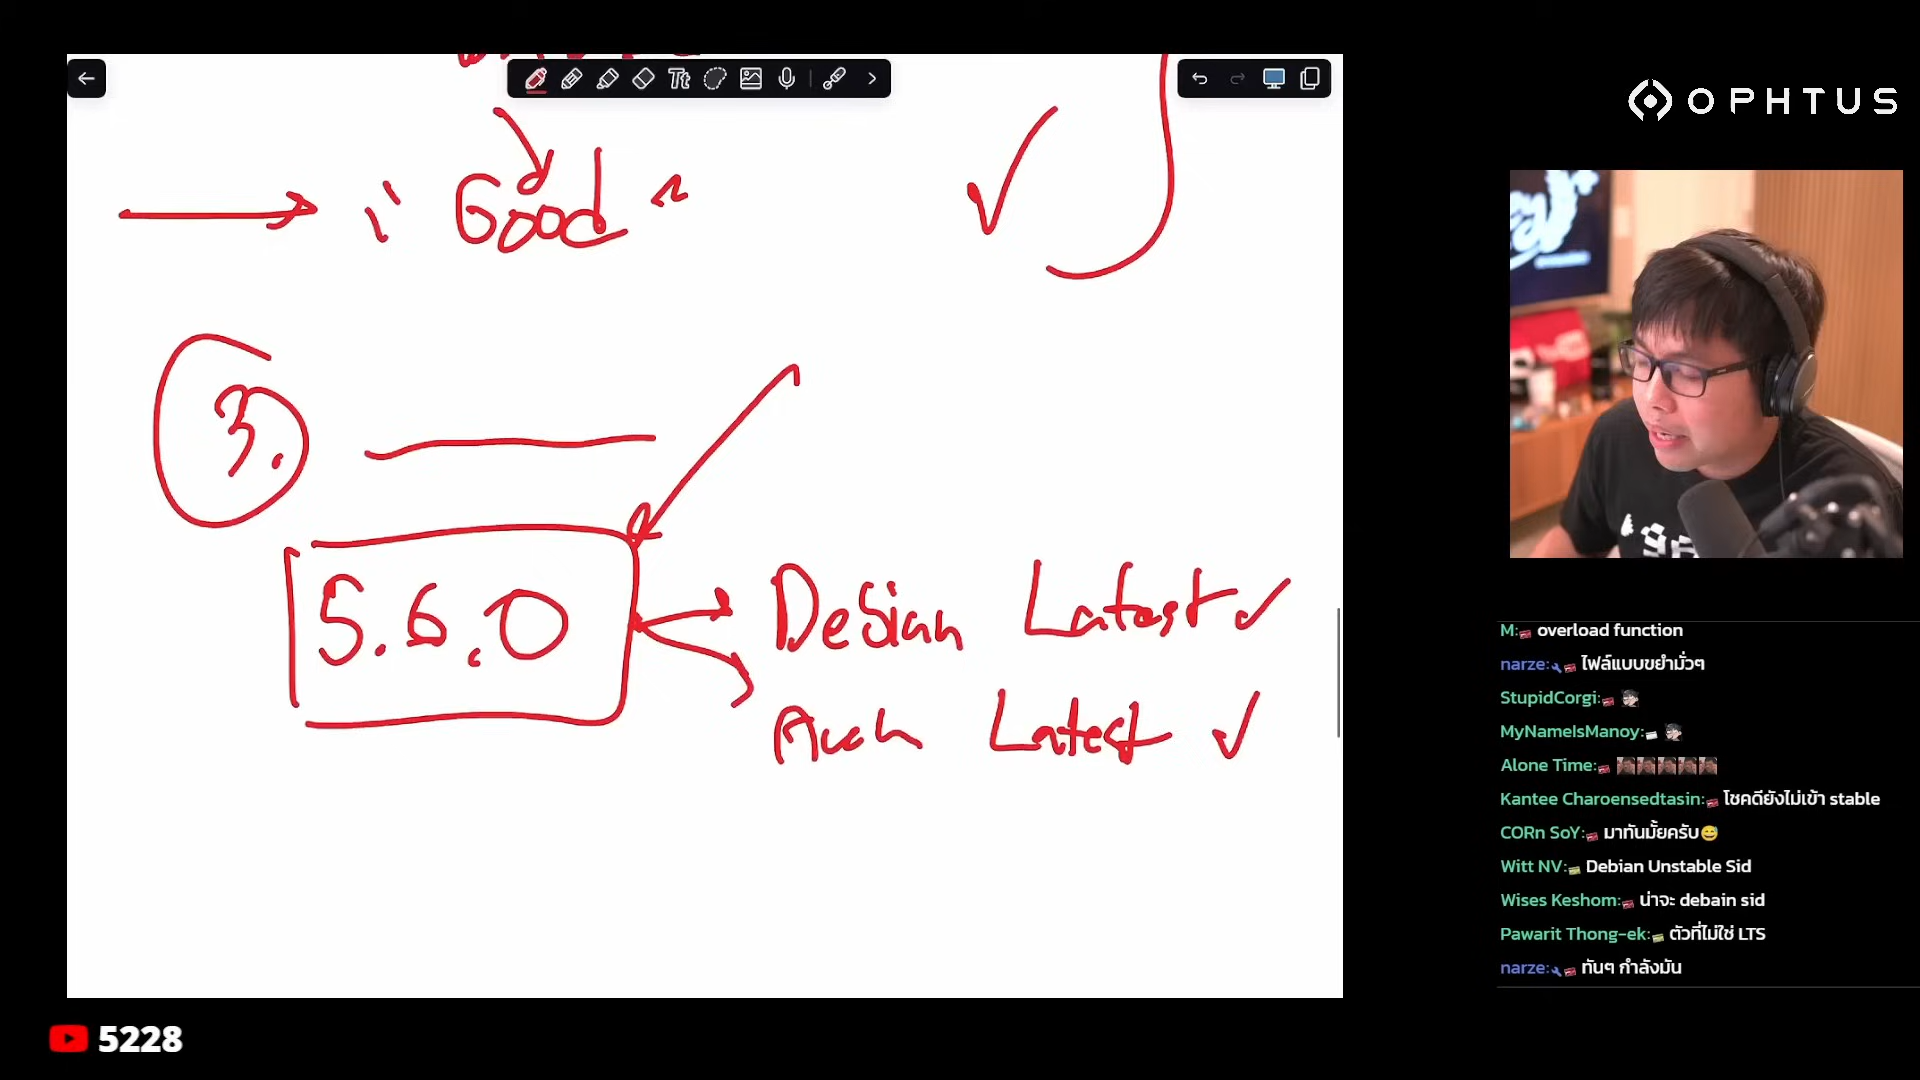 OPHTUS
" Good "
3.
5.6.0
Debian Latest ✓
Arch Latest ✓
M: overload function
narze: ไฟล์แบบขยำมั่วๆ
StupidCorgi:
MyNameIsManoy:
Alone Time:
Kantee Charoensedtasin: โชคดียังไม่เข้า stable
CORn SoY: มาทันมั้ยครับ😅
Witt NV: Debian Unstable Sid
Wises Keshom: น่าจะ debain sid
Pawarit Thong-ek: ตัวที่ไม่ใช่ LTS
narze: ทันๆ กำลังมัน
5228